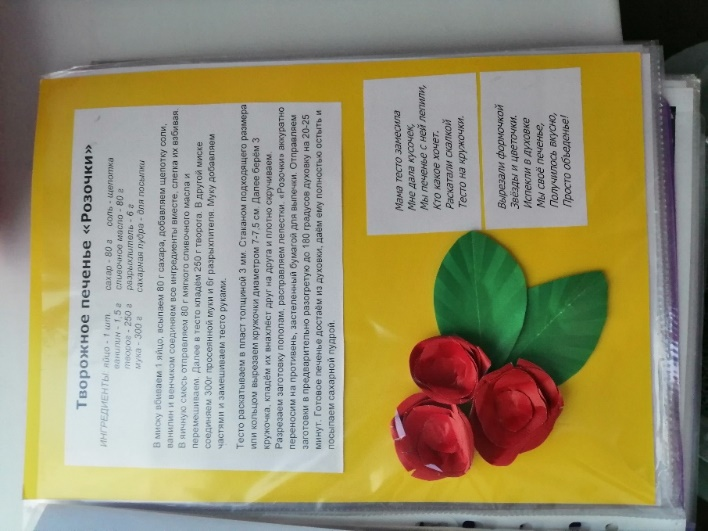 Творожное печенье «Розочки»
ИНГРЕДИЕНТЫ: яйцо - 1 шт. сахар - 80 г соль - щепотка
ванилин - 1,5 г сливочное масло - 80 г
творог - 250 г разрыхлитель - 6 г
мука - 300 г сахарная пудра - для посыпки
В миску вбиваем 1 яйцо, всыпаем 80 г сахара, добавляем щепотку соли,
ванилин и венчиком соединяем все ингредиенты вместе, слегка их взбивая.
В яичную смесь отправляем 80 г мягкого сливочного масла и
перемешиваем. Далее в тесто кладём 250 г творога. В другой миске
соединяем 300г просеянной муки и 6г разрыхлителя. Муку добавляем
частями и замешиваем тесто руками.
Тесто раскатываем в пласт толщиной 3 мм. Стаканом подходящего размера
или кольцом вырезаем кружочки диаметром 7-7,5 см. Далее берём 3
кружочка, кладём их внахлест друг на друга и плотно скручиваем.
Разрезаем заготовку пополам, расправляем лепестки. «Розочки» аккуратно
переносим на противень, застеленный бумагой для выпечки. Отправляем
заготовки в предварительно разогретую до 180 градусов духовку на 20-25
минут. Готовое печенье достаём из духовки, даём ему полностью остыть и
посыпаем сахарной пудрой.
Мама тесто занесила
Мне дала кусочек,
Мы печенье с ней лепили,
Кто какое хочет.
Раскатали скалкой
Тесто на кружочки.
Вырезали формочкой
Звёзды и цветочки.
Испекли в духовке
Мы своё печенье,
Получилось вкусно,
Просто объеденье!